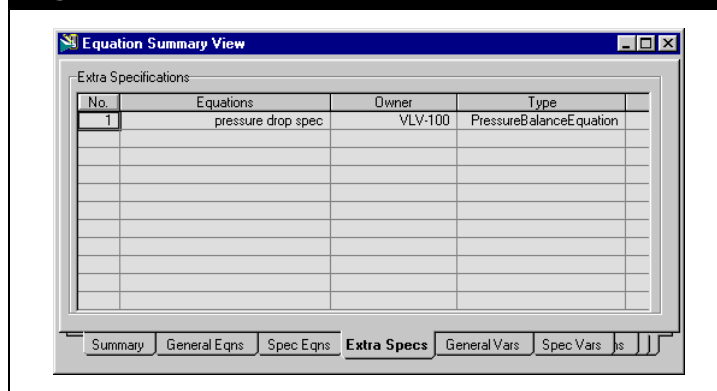 Equation Summary View
Extra Specifications
No. Equations Owner Type
1 pressure drop spec VLV-100 PressureBalanceEquation
Summary General Eqns Spec Eqns Extra Specs General Vars Spec Vars